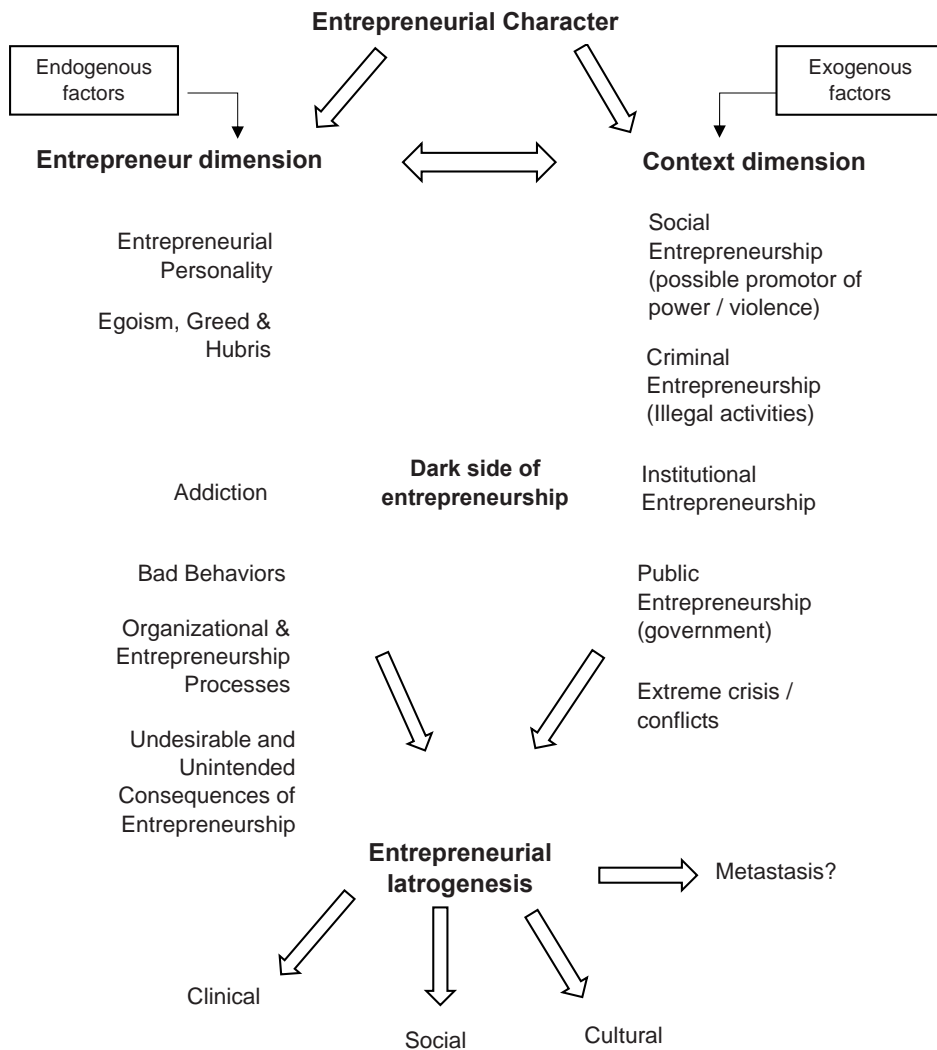 Entrepreneurial Character
Endogenous
factors
Exogenous
factors
Entrepreneur dimension
Context dimension
Entrepreneurial
Personality
Egoism, Greed &
Hubris
Addiction
Bad Behaviors
Organizational &
Entrepreneurship
Processes
Undesirable and
Unintended
Consequences of
Entrepreneurship
Dark side of
entrepreneurship
Social
Entrepreneurship
(possible promotor of
power / violence)
Criminal
Entrepreneurship
(Illegal activities)
Institutional
Entrepreneurship
Public
Entrepreneurship
(government)
Extreme crisis /
conflicts
Entrepreneurial
Iatrogenesis
Metastasis?
Clinical
Social
Cultural